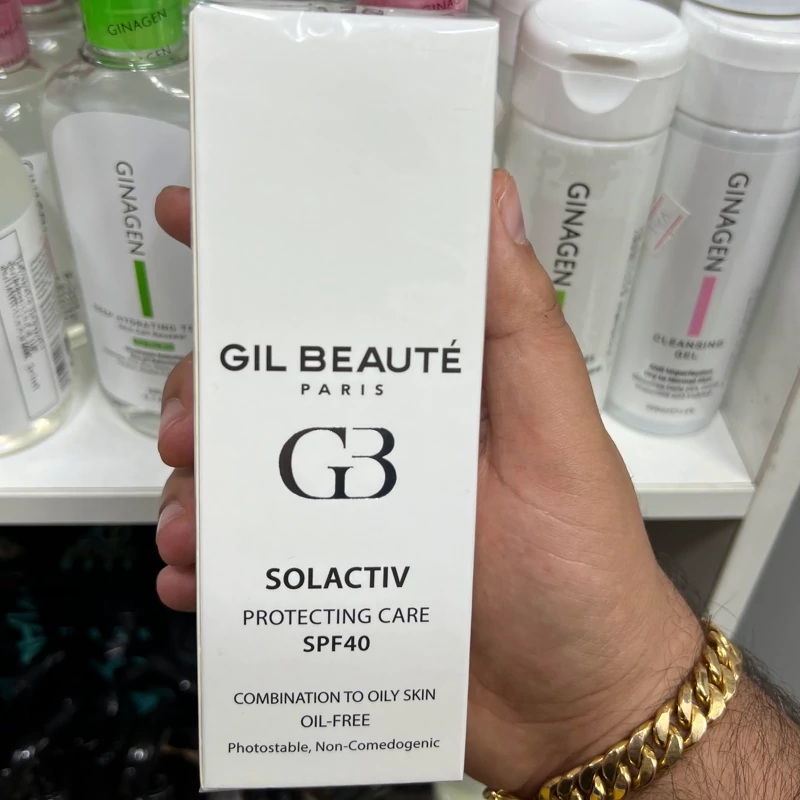 GINAGEN
GINAGEN
GINAGEN
GINAGEN
CLEANSING
GEL
GIL BEAUTÉ
PARIS
GB
SOLACTIV
PROTECTING CARE
SPF40
COMBINATION TO OILY SKIN
OIL-FREE
Photostable, Non-Comedogenic